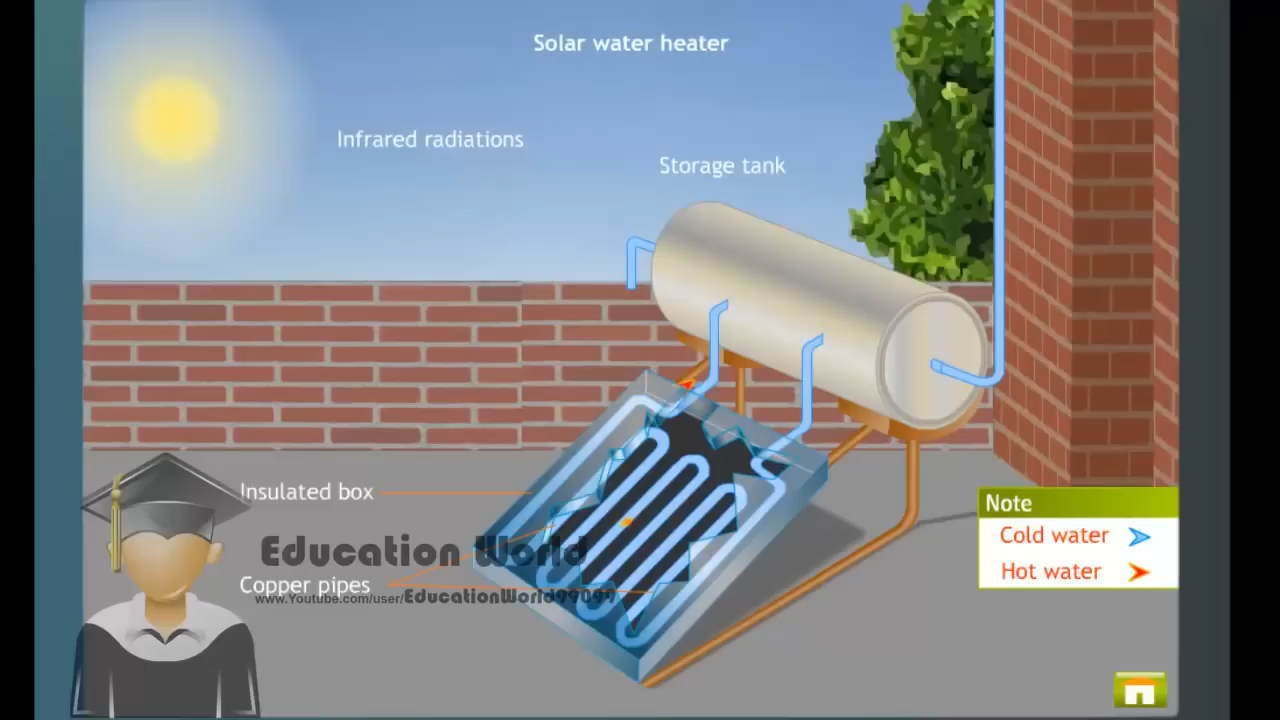 Solar water heater
Infrared radiations
Storage tank
Insulated box
Education World
Copper pipes
www.Youtube.com/user/EducationWorld99099
Note
Cold water
Hot water